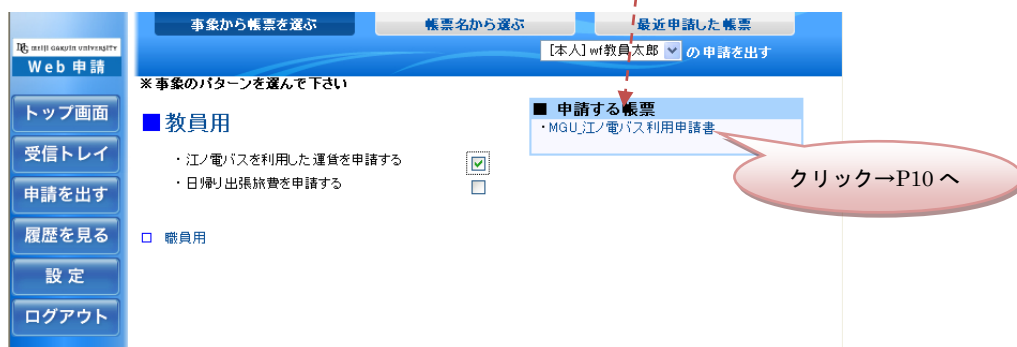 事象から帳票を選ぶ
帳票名から選ぶ
最近申請した帳票
[本人] wf教員太郎 の申請を出す
meiji gakuin university
Web 申請
※事象のパターンを選んで下さい
トップ画面
受信トレイ
申請を出す
履歴を見る
設 定
ログアウト
■教員用
・江ノ電バスを利用した運賃を申請する
・日帰り出張旅費を申請する
□ 職員用
■ 申請する帳票
・MGU_江ノ電バス利用申請書
クリック→P10 へ